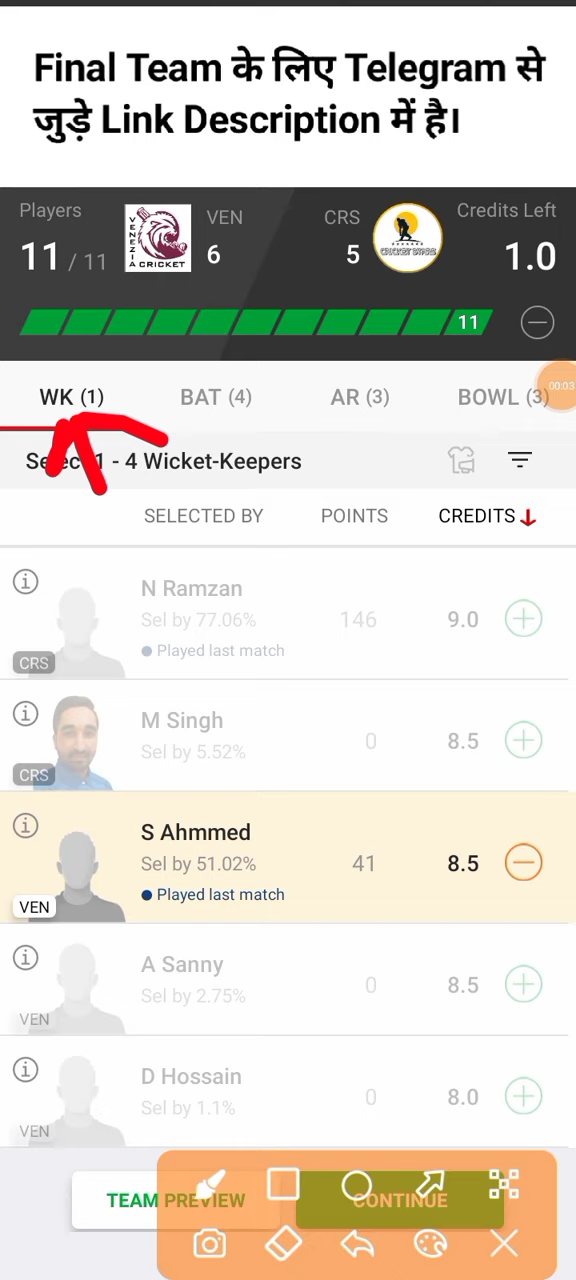 Final Team के लिए Telegram से
जुड़े Link Description में है।
Players VEN CRS Credits Left
11 / 11 6 5 1.0
VENEZIA CRICKET
CRICKET STARS
11
00:03
WK (1) BAT (4) AR (3) BOWL (3)
Select 1 - 4 Wicket-Keepers
SELECTED BY POINTS CREDITS
N Ramzan
Sel by 77.06% 146 9.0
Played last match
CRS
M Singh
Sel by 5.52% 0 8.5
CRS
S Ahmmed
Sel by 51.02% 41 8.5
Played last match
VEN
A Sanny
Sel by 2.75% 0 8.5
VEN
D Hossain
Sel by 1.1% 0 8.0
VEN
TEAM PREVIEW CONTINUE